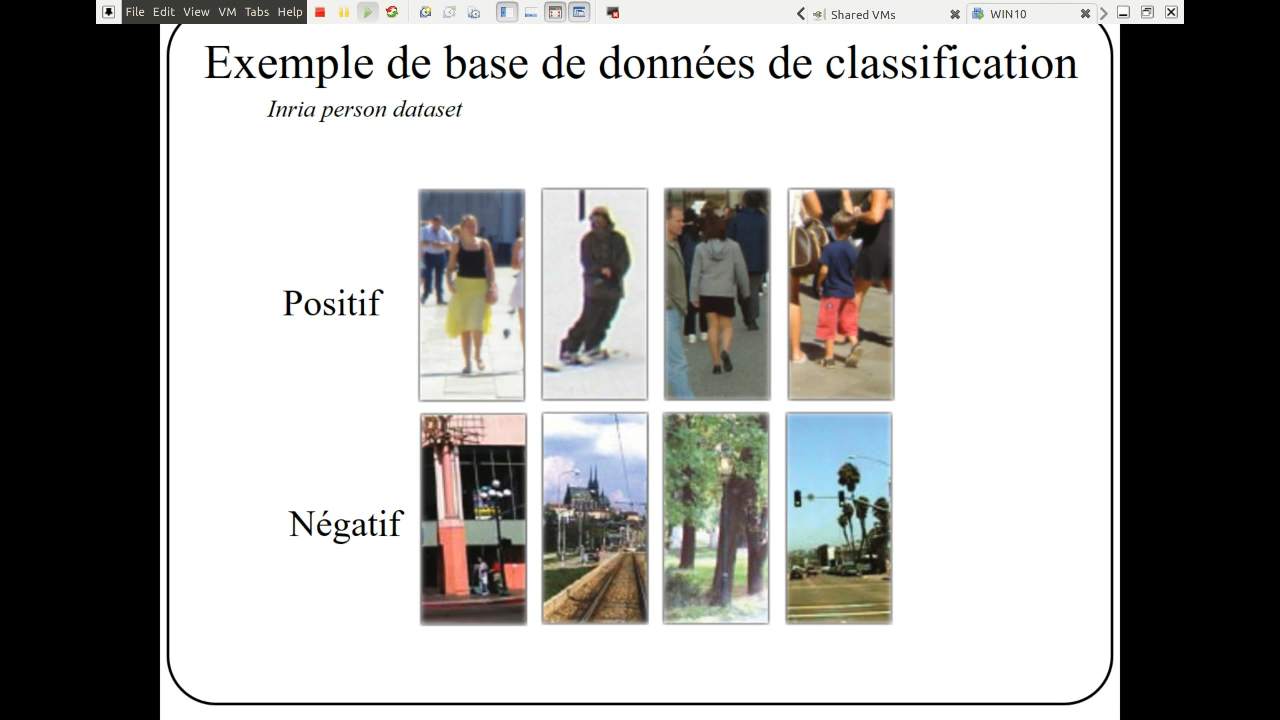 File Edit View VM Tabs Help
Shared VMs
WIN10
Exemple de base de données de classification
Inria person dataset
Positif
Négatif